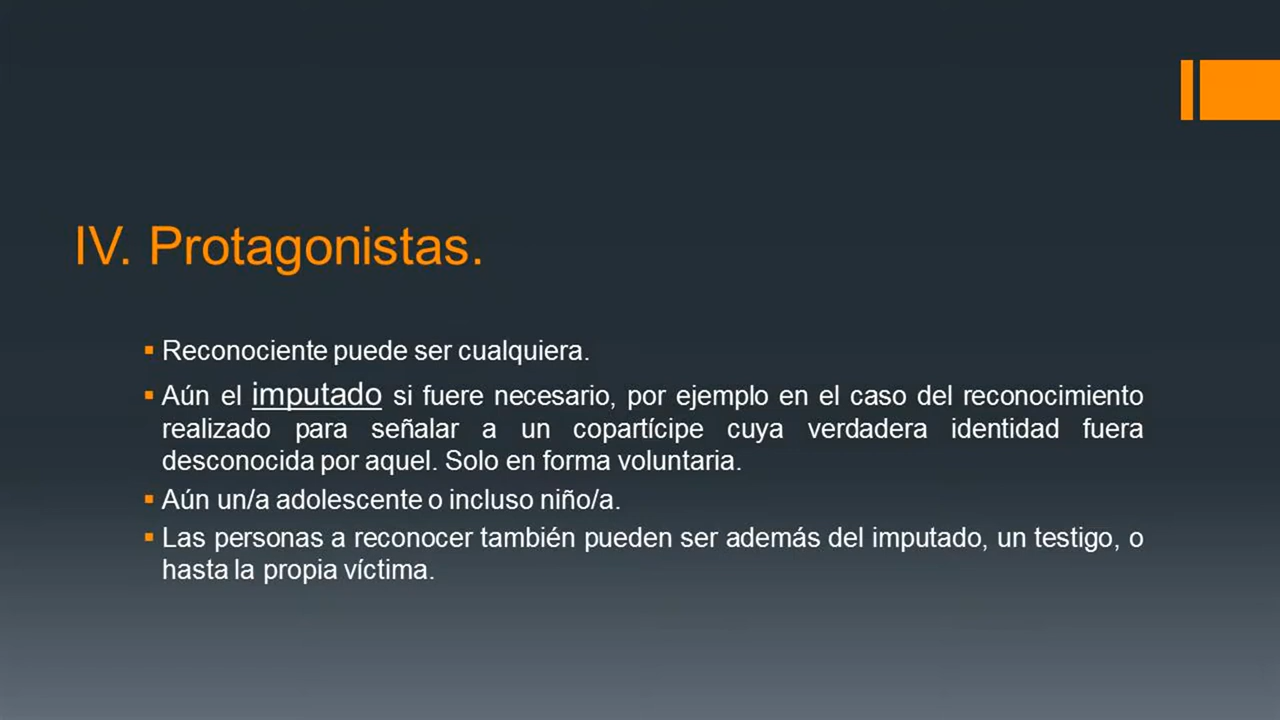 IV. Protagonistas.
▪ Reconociente puede ser cualquiera.
▪ Aún el imputado si fuere necesario, por ejemplo en el caso del reconocimiento
realizado para señalar a un copartícipe cuya verdadera identidad fuera
desconocida por aquel. Solo en forma voluntaria.
▪ Aún un/a adolescente o incluso niño/a.
▪ Las personas a reconocer también pueden ser además del imputado, un testigo, o
hasta la propia víctima.